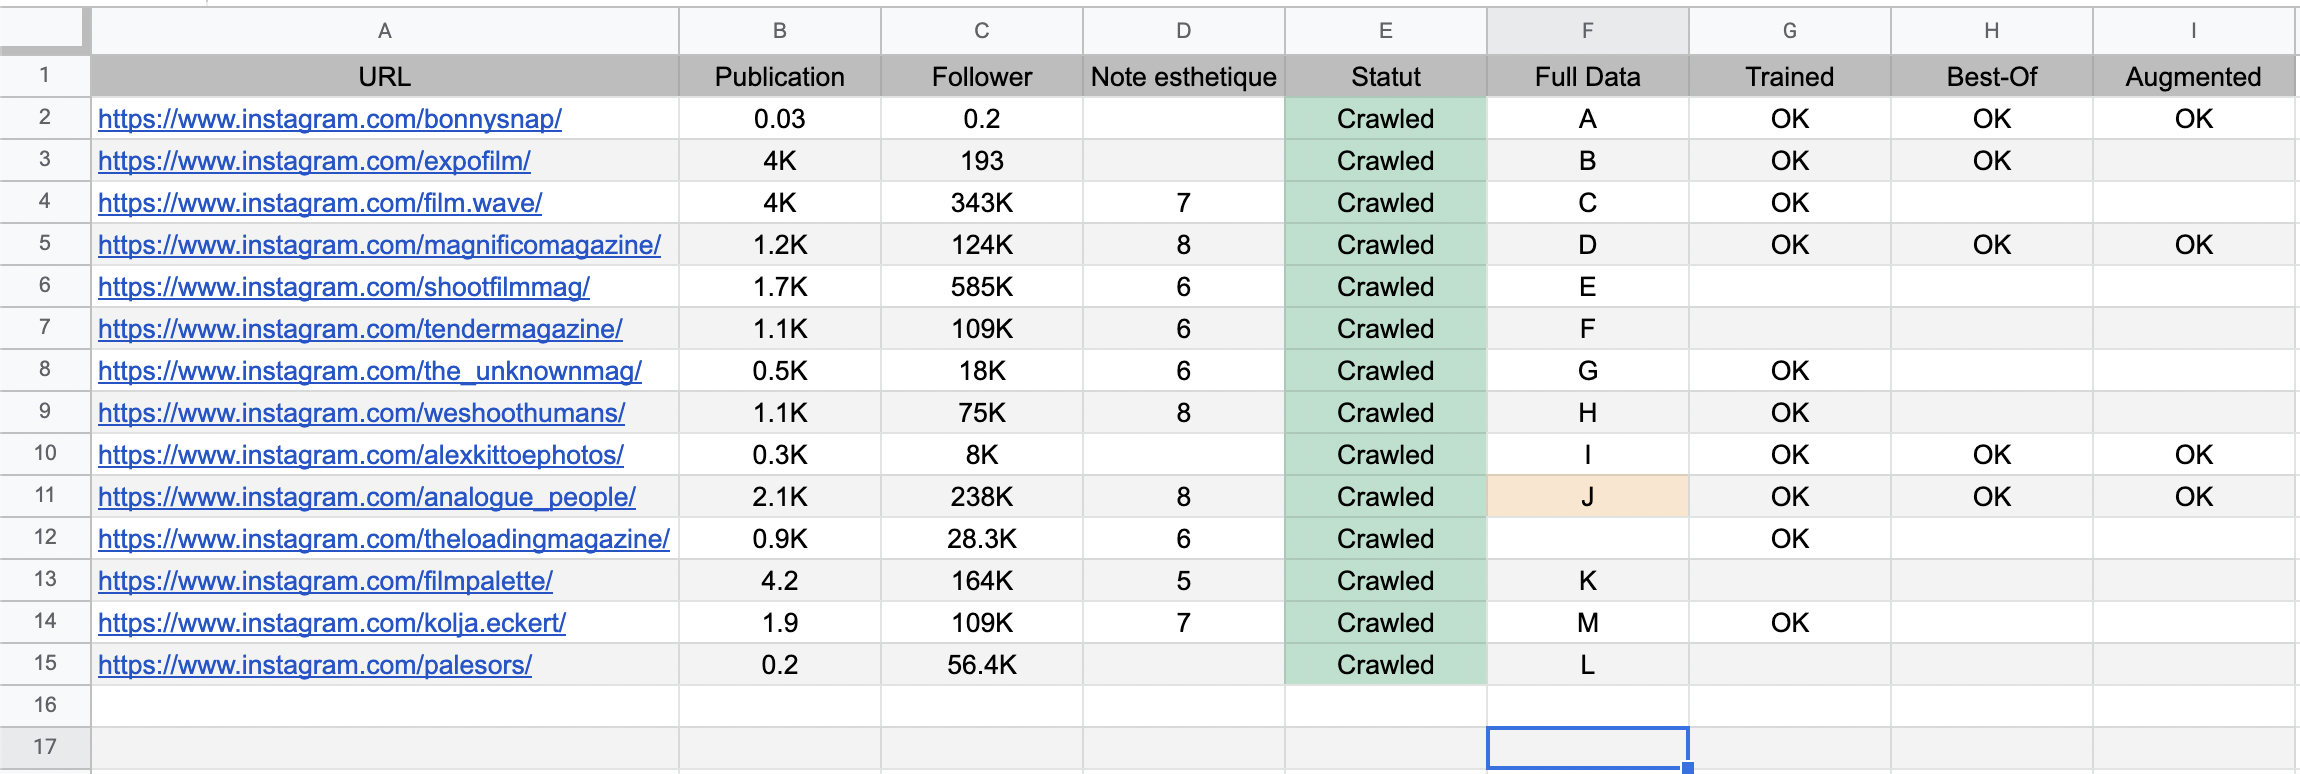 A B C D E F G H I
1 URL Publication Follower Note esthetique Statut Full Data Trained Best-Of Augmented
2 https://www.instagram.com/bonnysnap/ 0.03 0.2 Crawled A OK OK OK
3 https://www.instagram.com/expofilm/ 4K 193 Crawled B OK OK
4 https://www.instagram.com/film.wave/ 4K 343K 7 Crawled C OK
5 https://www.instagram.com/magnificomagazine/ 1.2K 124K 8 Crawled D OK OK OK
6 https://www.instagram.com/shootfilmmag/ 1.7K 585K 6 Crawled E
7 https://www.instagram.com/tendermagazine/ 1.1K 109K 6 Crawled F
8 https://www.instagram.com/the_unknownmag/ 0.5K 18K 6 Crawled G OK
9 https://www.instagram.com/weshoothumans/ 1.1K 75K 8 Crawled H OK
10 https://www.instagram.com/alexkittoephotos/ 0.3K 8K Crawled I OK OK OK
11 https://www.instagram.com/analogue_people/ 2.1K 238K 8 Crawled J OK OK OK
12 https://www.instagram.com/theloadingmagazine/ 0.9K 28.3K 6 Crawled OK
13 https://www.instagram.com/filmpalette/ 4.2 164K 5 Crawled K
14 https://www.instagram.com/kolja.eckert/ 1.9 109K 7 Crawled M OK
15 https://www.instagram.com/palesors/ 0.2 56.4K Crawled L
16
17